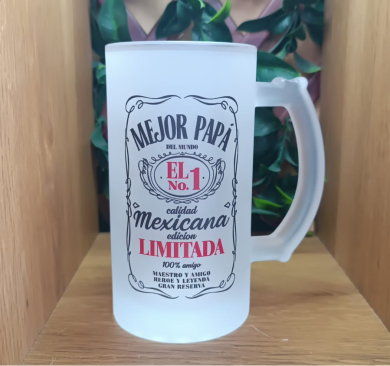 MEJOR PAPÁ
DEL MUNDO
EL
No. 1
calidad
Mexicana
edicion
LIMITADA
100% amigo
MAESTRO Y AMIGO
HEROE Y LEYENDA
GRAN RESERVA